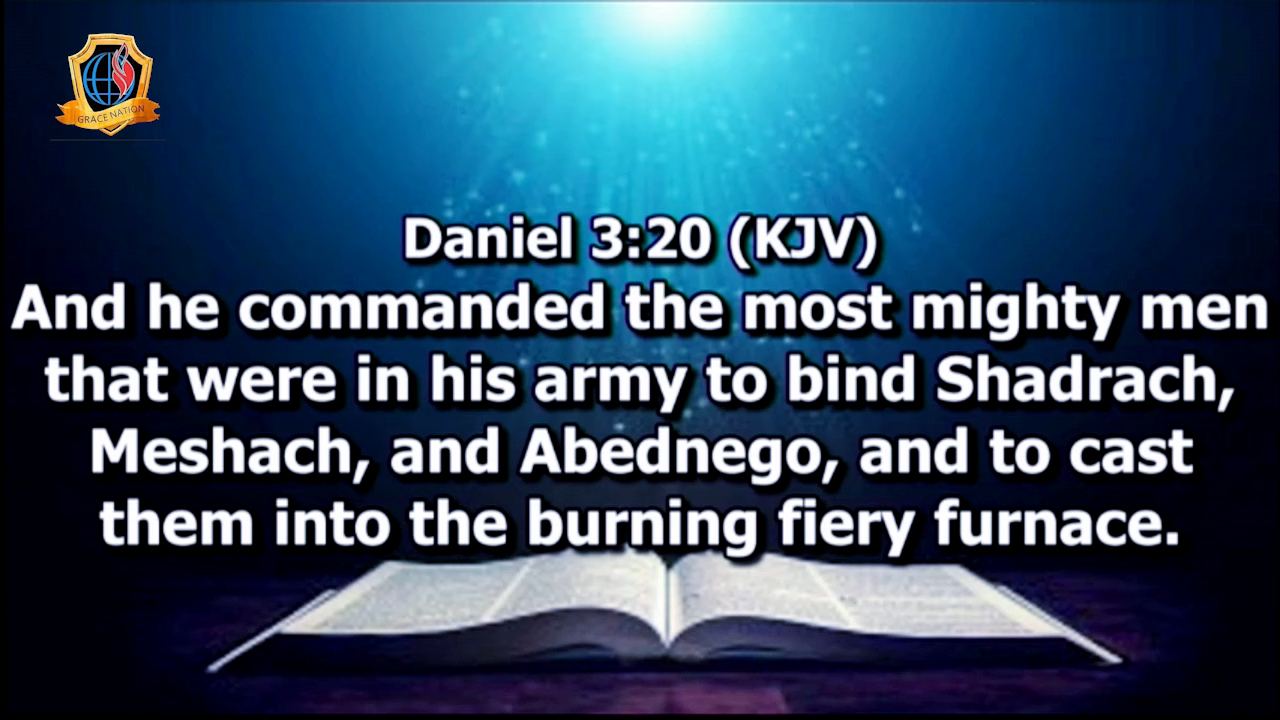 GRACE NATION
Daniel 3:20 (KJV)
And he commanded the most mighty men
that were in his army to bind Shadrach,
Meshach, and Abednego, and to cast
them into the burning fiery furnace.